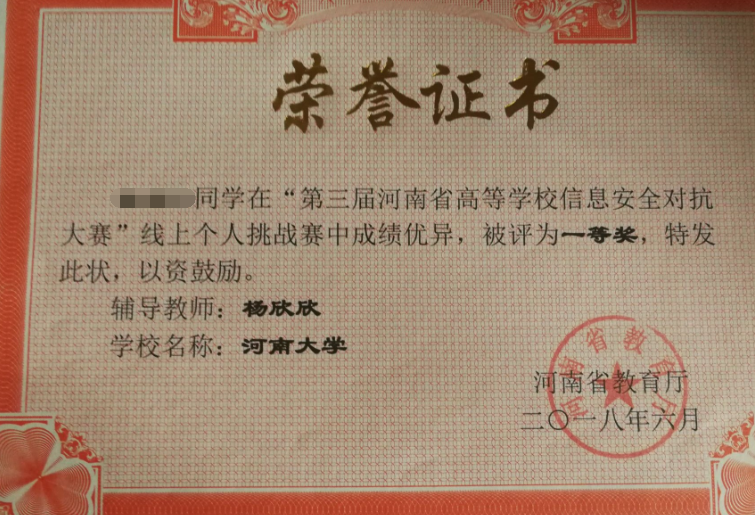 荣誉证书
同学在“第三届河南省高等学校信息安全对抗
大赛”线上个人挑战赛中成绩优异，被评为一等奖，特发
此状，以资鼓励。
辅导教师：杨欣欣
学校名称：河南大学
河南省教育厅
河南省教育厅
二〇一八年六月